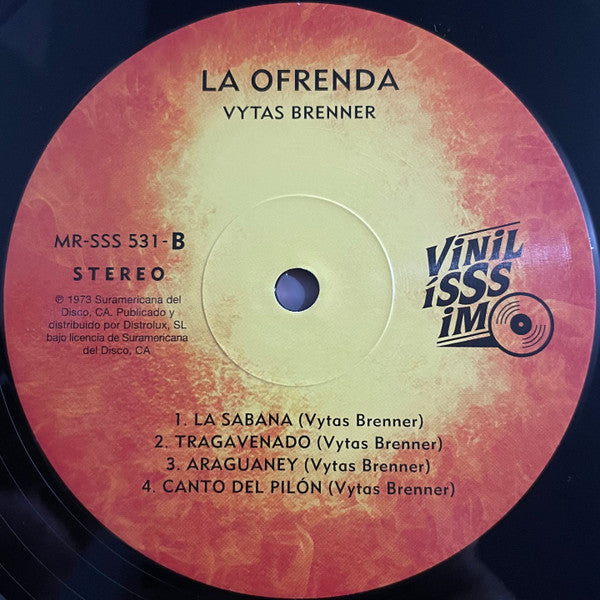 LA OFRENDA
VYTAS BRENNER
MR-SSS 531-B
STEREO
℗ 1973 Suramericana del
Disco, CA. Publicado y
distribuido por Distrolux, SL
bajo licencia de Suramericana
del Disco, CA
ViNiL
íSSS
iMO
1. LA SABANA (Vytas Brenner)
2. TRAGAVENADO (Vytas Brenner)
3. ARAGUANEY (Vytas Brenner)
4. CANTO DEL PILÓN (Vytas Brenner)